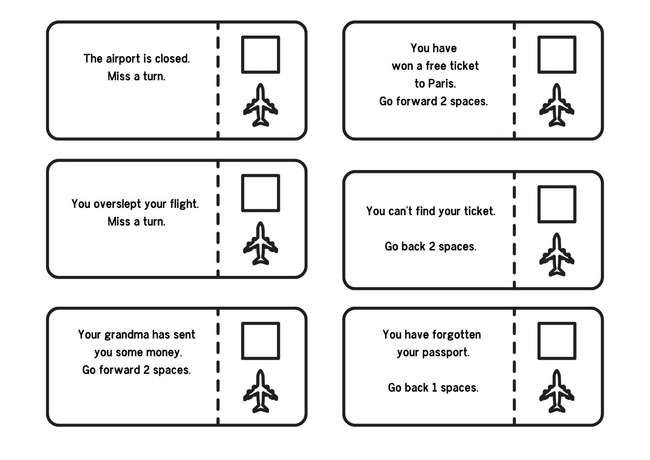 The airport is closed.
Miss a turn.
You have
won a free ticket
to Paris.
Go forward 2 spaces.
You overslept your flight.
Miss a turn.
You can't find your ticket.
Go back 2 spaces.
Your grandma has sent
you some money.
Go forward 2 spaces.
You have forgotten
your passport.
Go back 1 spaces.